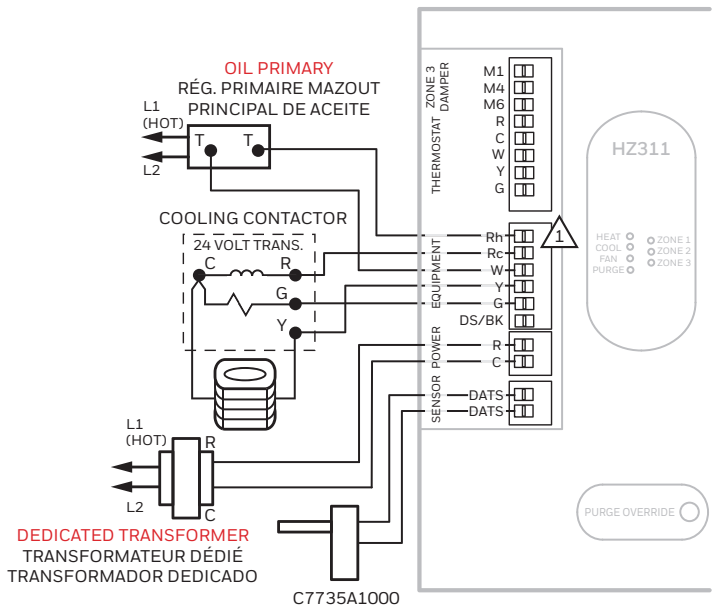 OIL PRIMARY
RÉG. PRIMAIRE MAZOUT
PRINCIPAL DE ACEITE
L1
(HOT)
L2
T T
COOLING CONTACTOR
24 VOLT TRANS.
C R
G
Y
L1
(HOT)
L2
R
C
DEDICATED TRANSFORMER
TRANSFORMATEUR DÉDIÉ
TRANSFORMADOR DEDICADO
C7735A1000
ZONE 3
DAMPER
M1
M4
M6
THERMOSTAT
R
C
W
Y
G
EQUIPMENT
Rh
Rc
W
Y
G
DS/BK
1
POWER
R
C
SENSOR
DATS
DATS
HZ311
HEAT
COOL
FAN
PURGE
ZONE 1
ZONE 2
ZONE 3
PURGE OVERRIDE